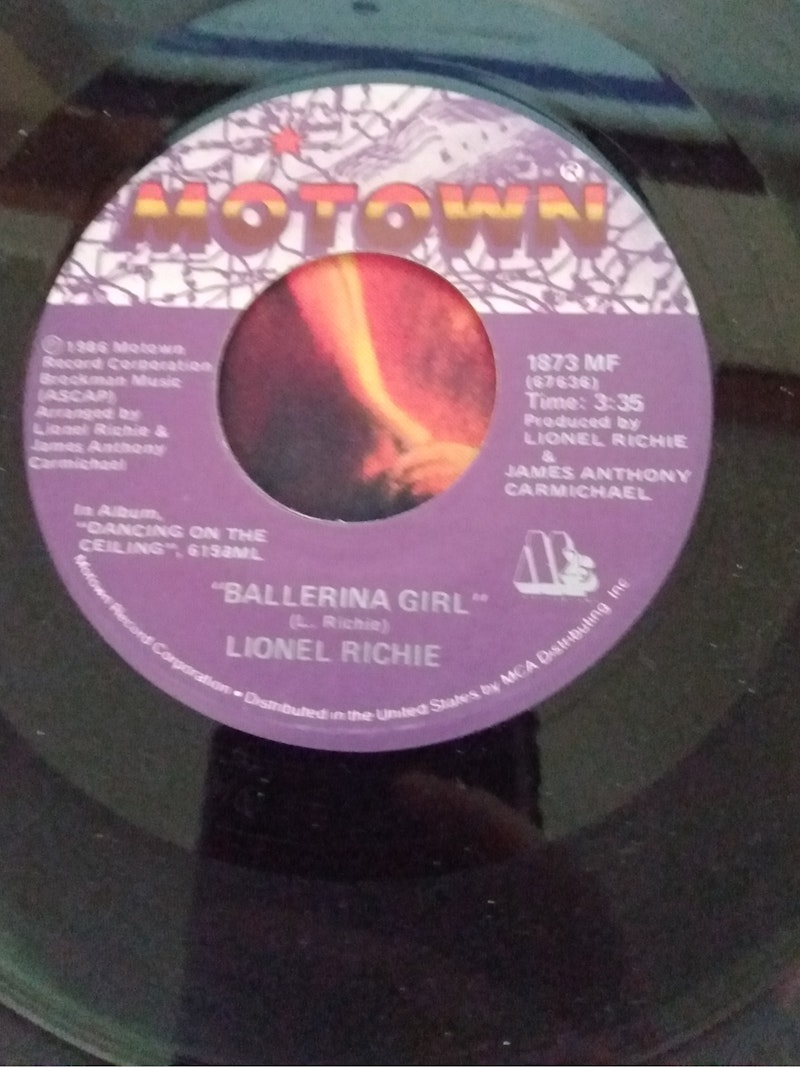 MOTOWN®
℗1986 Motown
Record Corporation
Brockman Music
(ASCAP)
Arranged by
Lionel Richie &
James Anthony
Carmichael
1873 MF
(67636)
Time: 3:35
Produced by
LIONEL RICHIE
&
JAMES ANTHONY
CARMICHAEL
In Album,
"DANCING ON THE
CEILING", 6158ML
"BALLERINA GIRL"
(L. Richie)
LIONEL RICHIE
Motown Record Corporation • Distributed in the United States by MCA Distributing Inc